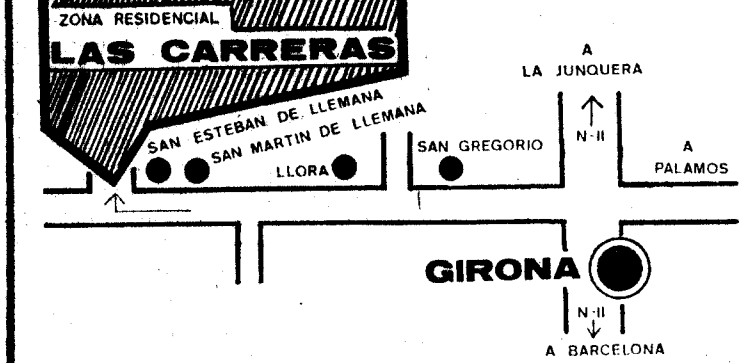 ZONA RESIDENCIAL
LAS CARRERAS
A
LA JUNQUERA
SAN ESTEBAN DE LLEMANA
SAN MARTIN DE LLEMANA
N-II
SAN GREGORIO
A
PALAMOS
LLORA
GIRONA
N-II
A BARCELONA